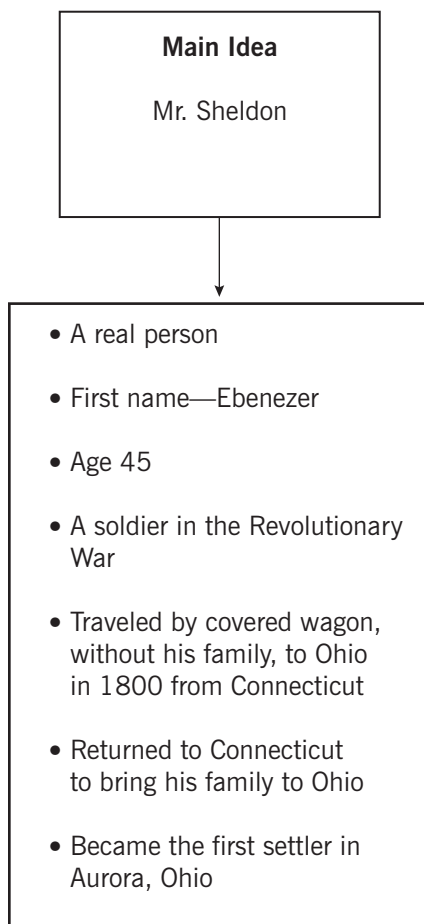 Main Idea
Mr. Sheldon
• A real person
• First name—Ebenezer
• Age 45
• A soldier in the Revolutionary
War
• Traveled by covered wagon,
without his family, to Ohio
in 1800 from Connecticut
• Returned to Connecticut
to bring his family to Ohio
• Became the first settler in
Aurora, Ohio